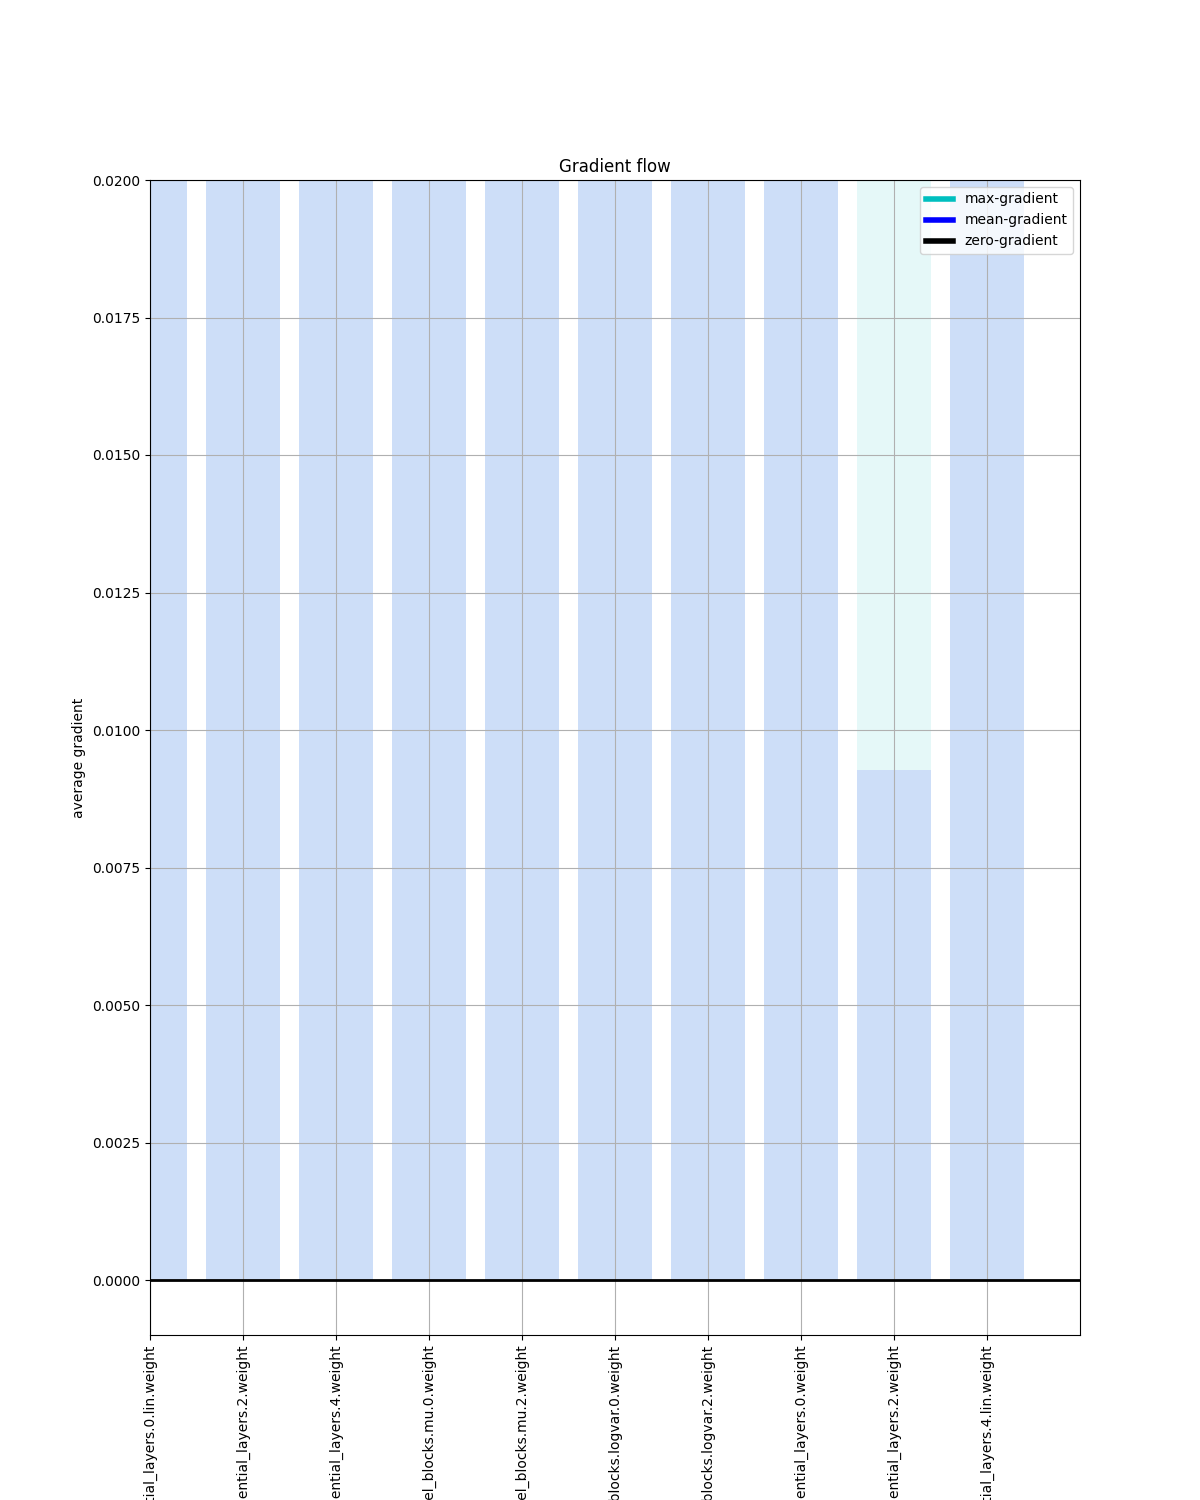 Gradient flow
max-gradient
mean-gradient
zero-gradient
0.0200
0.0175
0.0150
0.0125
0.0100
0.0075
0.0050
0.0025
0.0000
average gradient
tial_layers.0.lin.weight
ential_layers.2.weight
ential_layers.4.weight
el_blocks.mu.0.weight
el_blocks.mu.2.weight
blocks.logvar.0.weight
blocks.logvar.2.weight
ential_layers.0.weight
ential_layers.2.weight
tial_layers.4.lin.weight